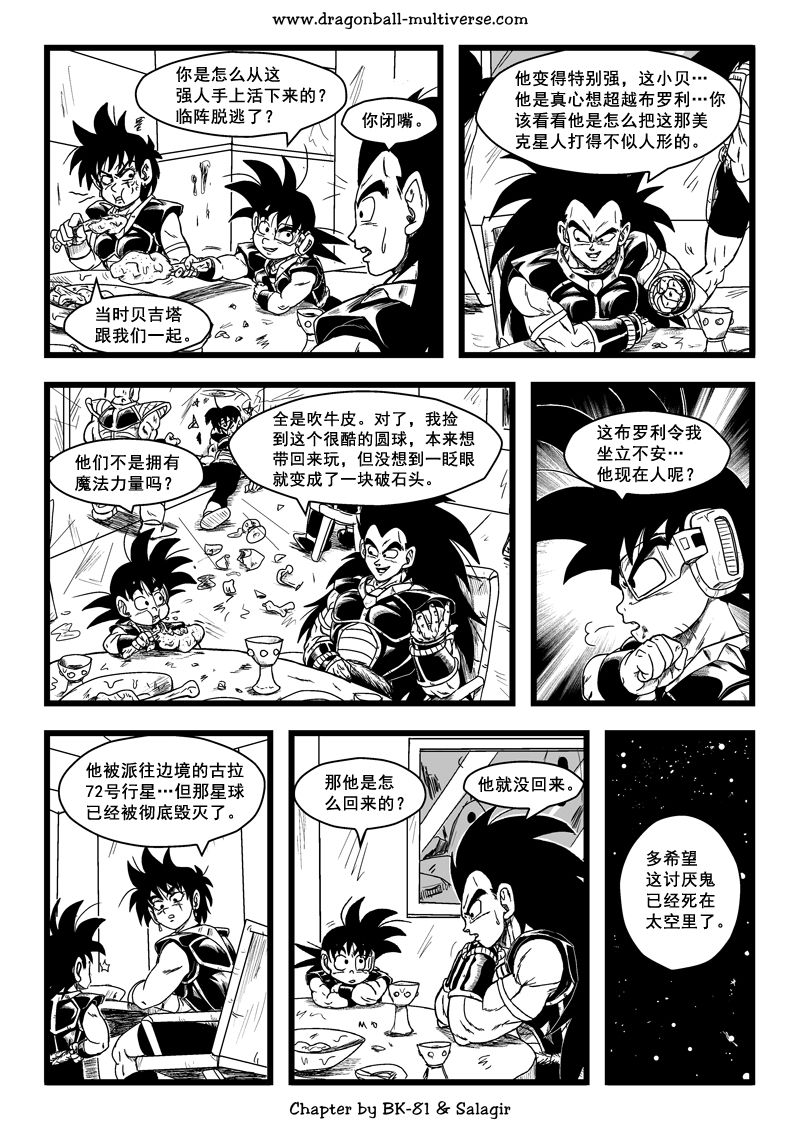 www.dragonball-multiverse.com
你是怎么从这
强人手上活下来的？
临阵脱逃了？
你闭嘴。
当时贝吉塔
跟我们一起。
他变得特别强，这小贝…
他是真心想超越布罗利…你
该看看他是怎么把这那美
克星人打得不似人形的。
他们不是拥有
魔法力量吗？
全是吹牛皮。对了，我捡
到这个很酷的圆球，本来想
带回来玩，但没想到一眨眼
就变成了一块破石头。
这布罗利令我
坐立不安…
他现在人呢？
他被派往边境的古拉
72号行星…但那星球
已经被彻底毁灭了。
那他是怎
么回来的？
他就没回来。
多希望
这讨厌鬼
已经死在
太空里了。
Chapter by BK-81 & Salagir